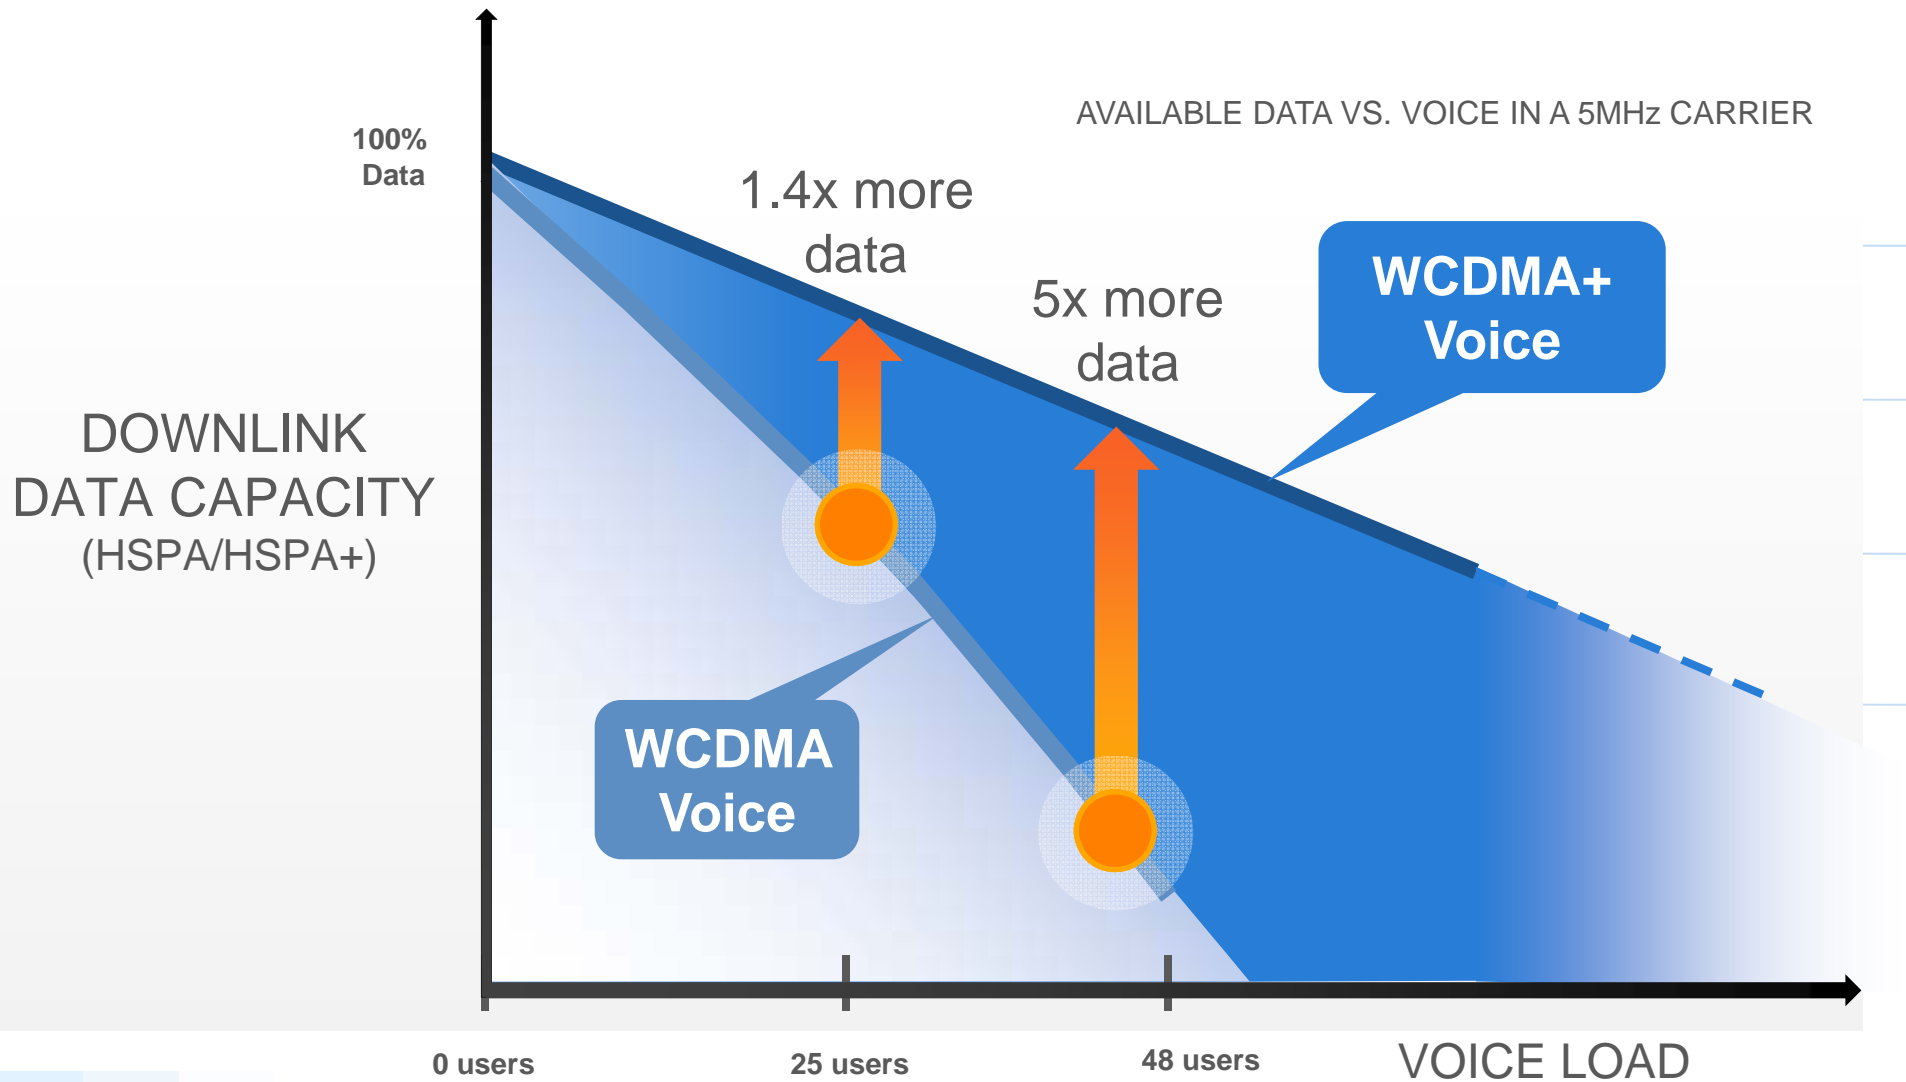 AVAILABLE DATA VS. VOICE IN A 5MHz CARRIER
100%
Data
1.4x more
data
5x more
data
WCDMA+
Voice
DOWNLINK
DATA CAPACITY
(HSPA/HSPA+)
WCDMA
Voice
0 users
25 users
48 users
VOICE LOAD